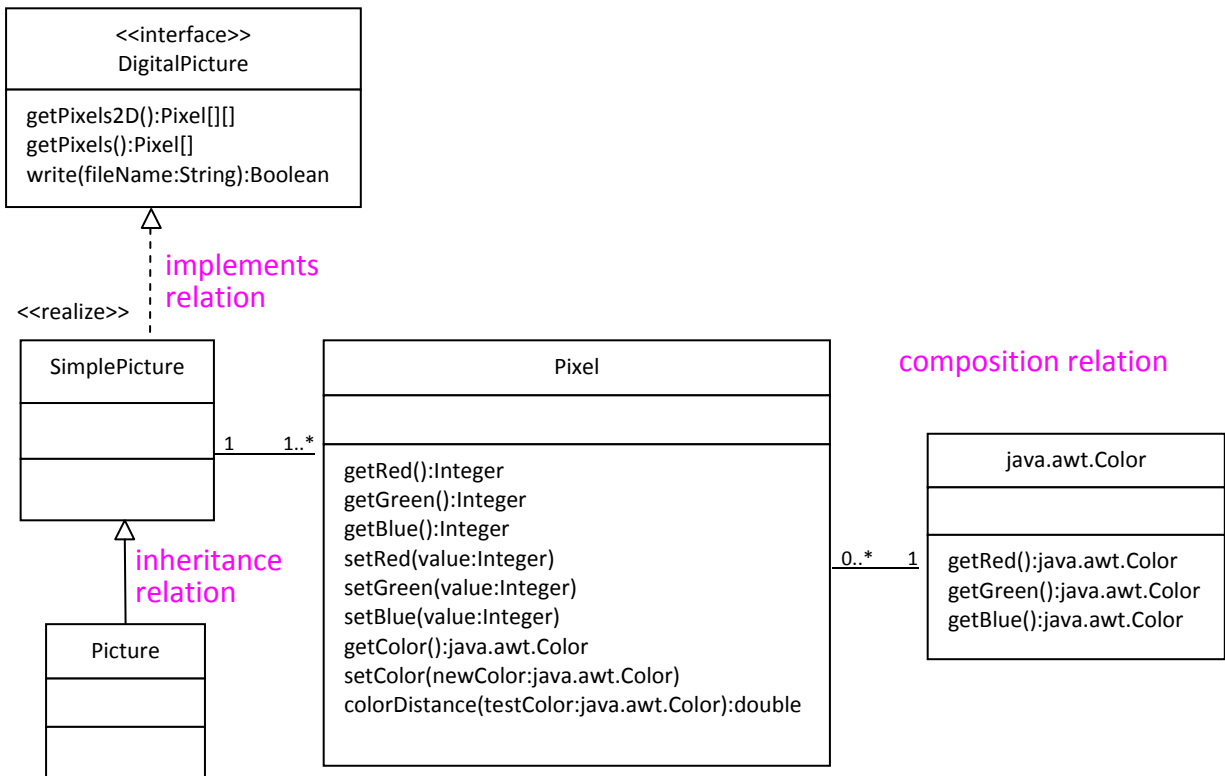 <<interface>>
DigitalPicture
getPixels2D():Pixel[][]
getPixels():Pixel[]
write(fileName:String):Boolean
implements
relation
<<realize>>
SimplePicture
1
1..*
Pixel
getRed():Integer
getGreen():Integer
getBlue():Integer
setRed(value:Integer)
setGreen(value:Integer)
setBlue(value:Integer)
getColor():java.awt.Color
setColor(newColor:java.awt.Color)
colorDistance(testColor:java.awt.Color):double
composition relation
0..*
1
java.awt.Color
getRed():java.awt.Color
getGreen():java.awt.Color
getBlue():java.awt.Color
inheritance
relation
Picture